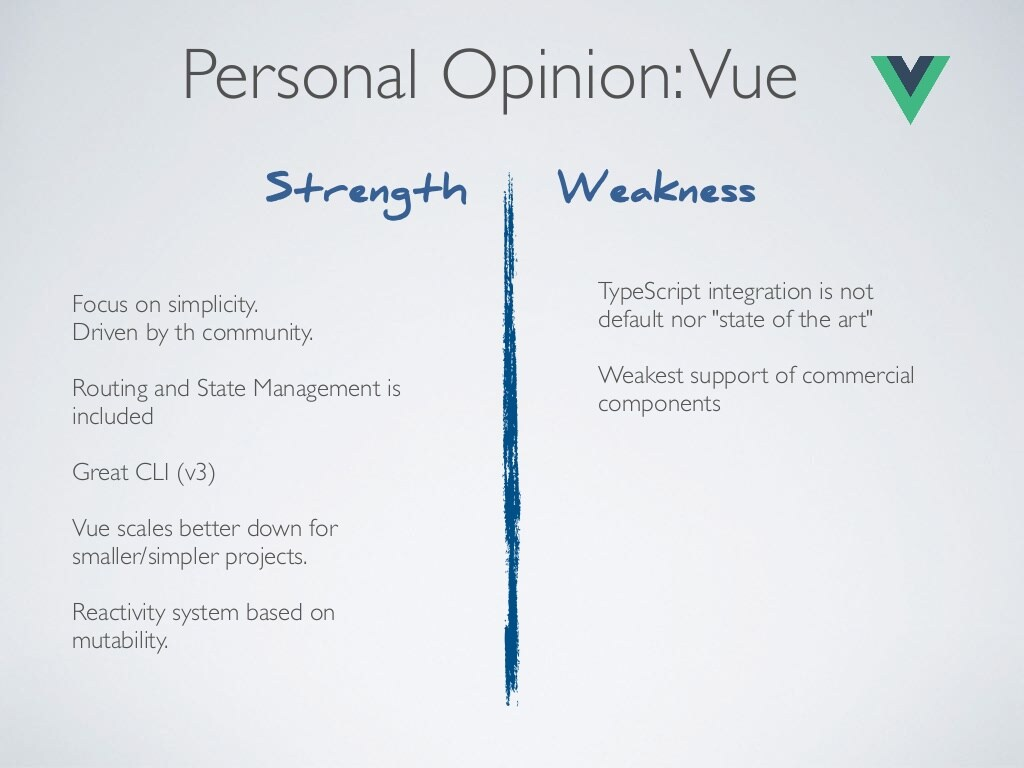 Personal Opinion: Vue
Strength
Weakness
Focus on simplicity.
Driven by th community.
Routing and State Management is
included
Great CLI (v3)
Vue scales better down for
smaller/simpler projects.
Reactivity system based on
mutability.
TypeScript integration is not
default nor "state of the art"
Weakest support of commercial
components